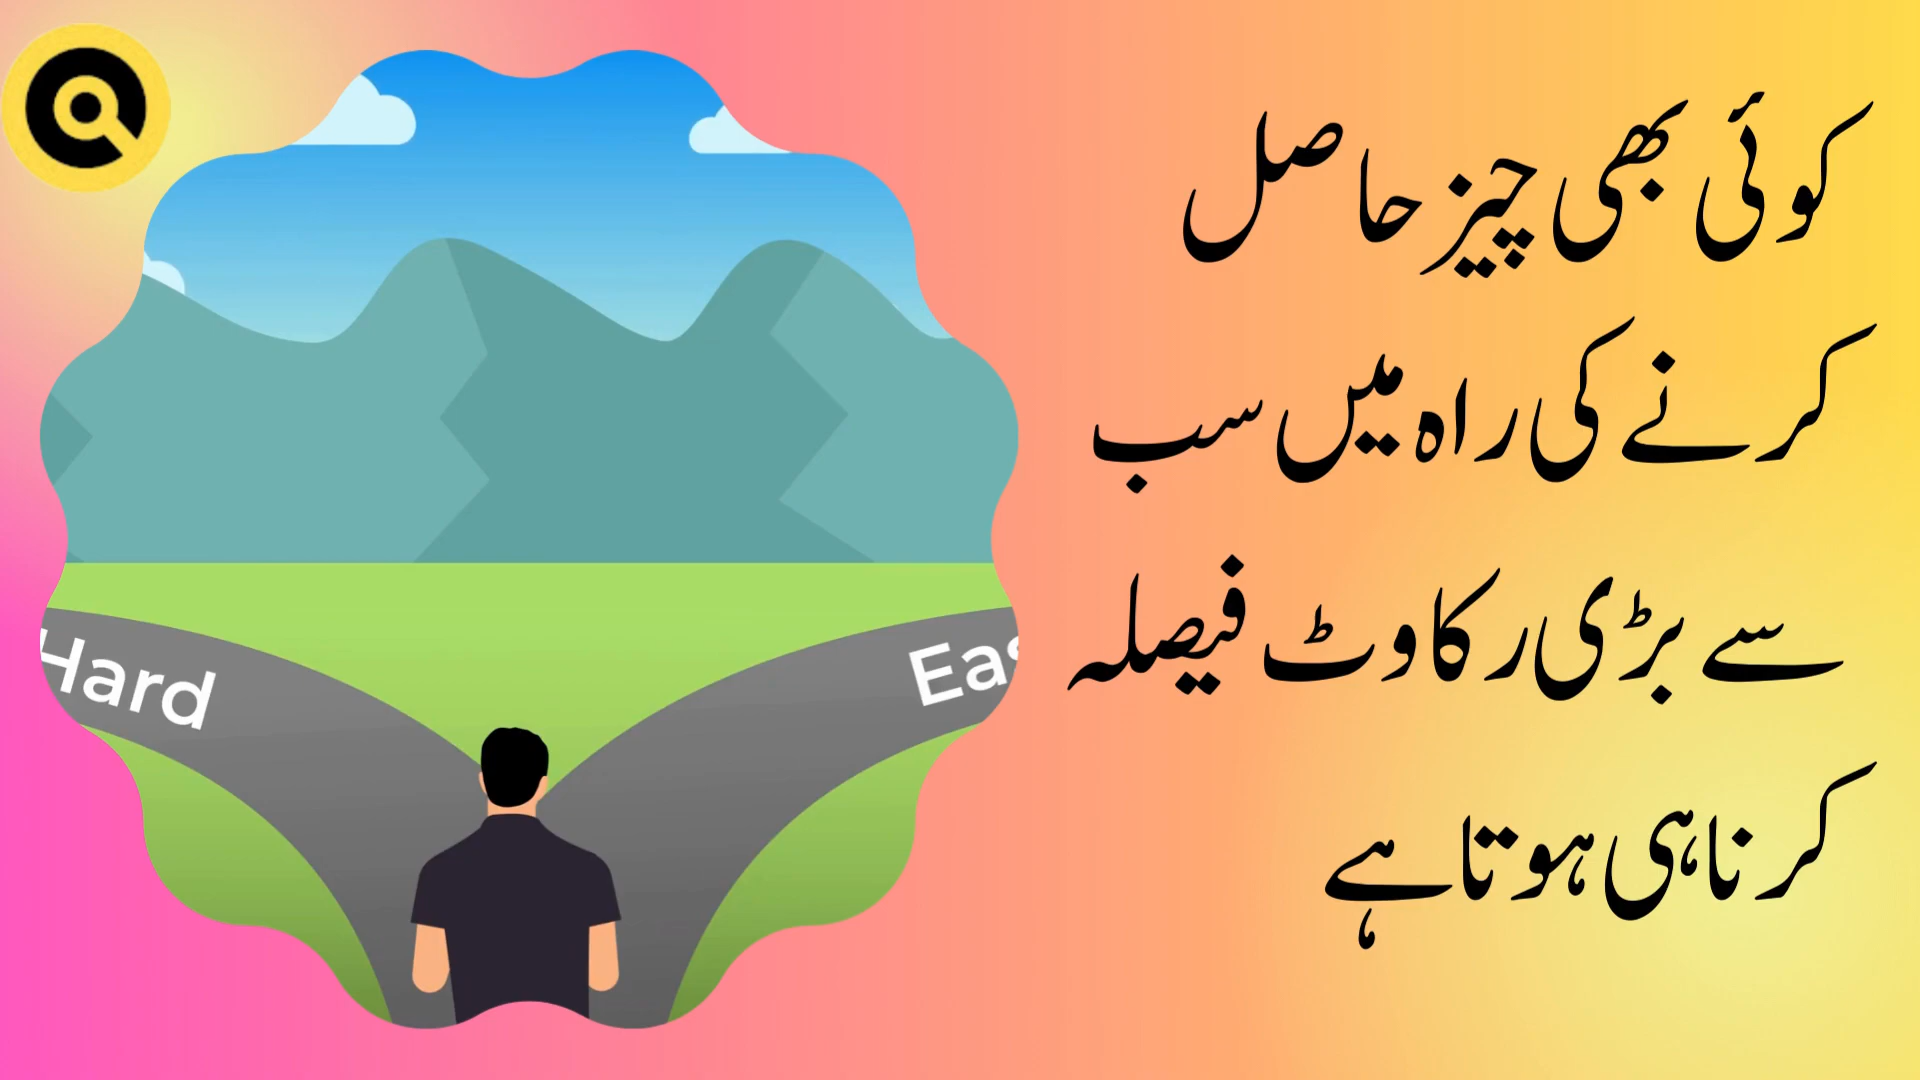 کوئی بھی چیز حاصل
کرنے کی راہ میں سب
سے بڑی رکاوٹ فیصلہ
کرنا ہی ہوتا ہے
Hard
Eas